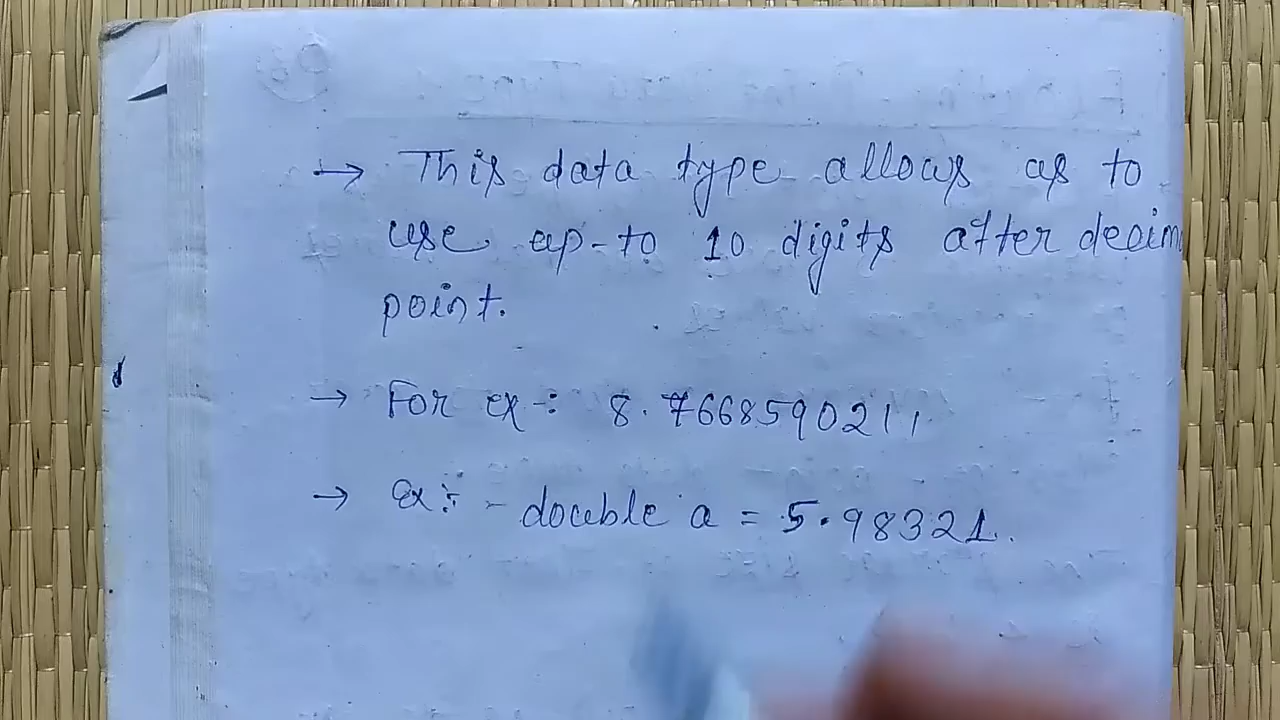 → This data type allows as to
use up-to 10 digits after decim
point.
→ For ex ÷ 8.7668590211
→ ex ÷ - double a = 5.98321.